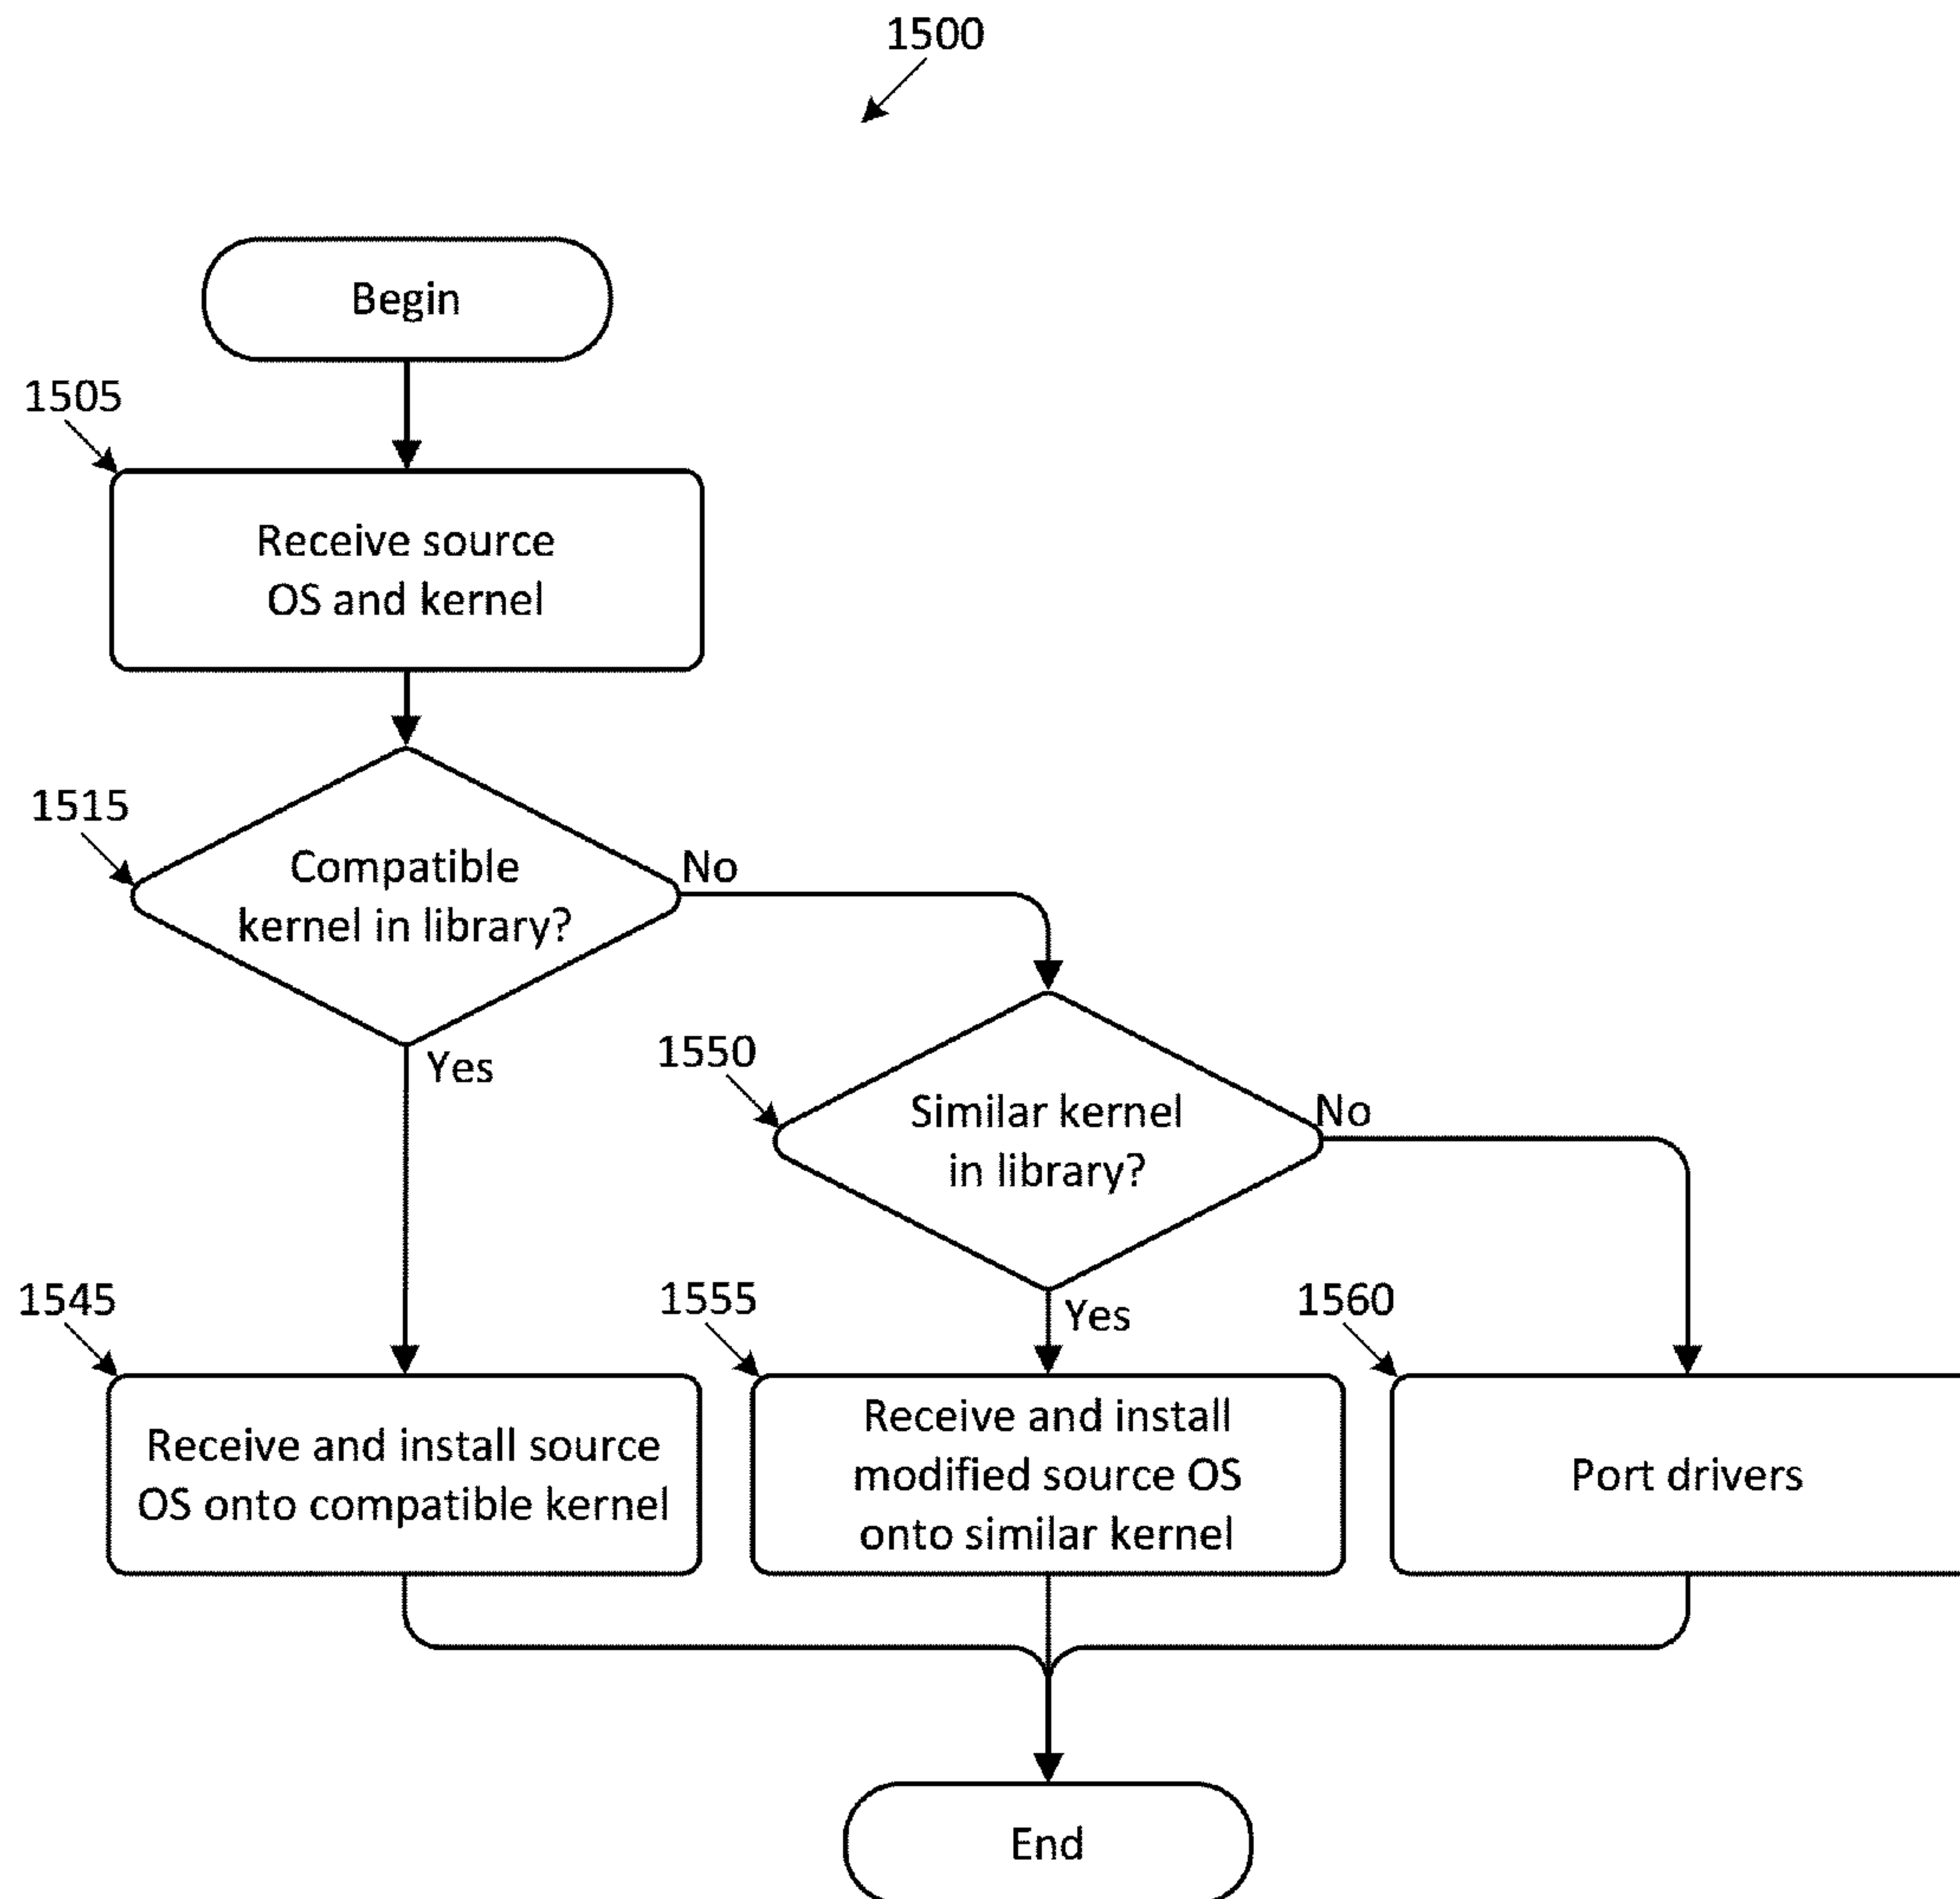 1500
Begin
1505
Receive source
OS and kernel
1515
Compatible
kernel in library?
No
Yes
1550
Similar kernel
in library?
No
Yes
1545
Receive and install source
OS onto compatible kernel
1555
Receive and install
modified source OS
onto similar kernel
1560
Port drivers
End